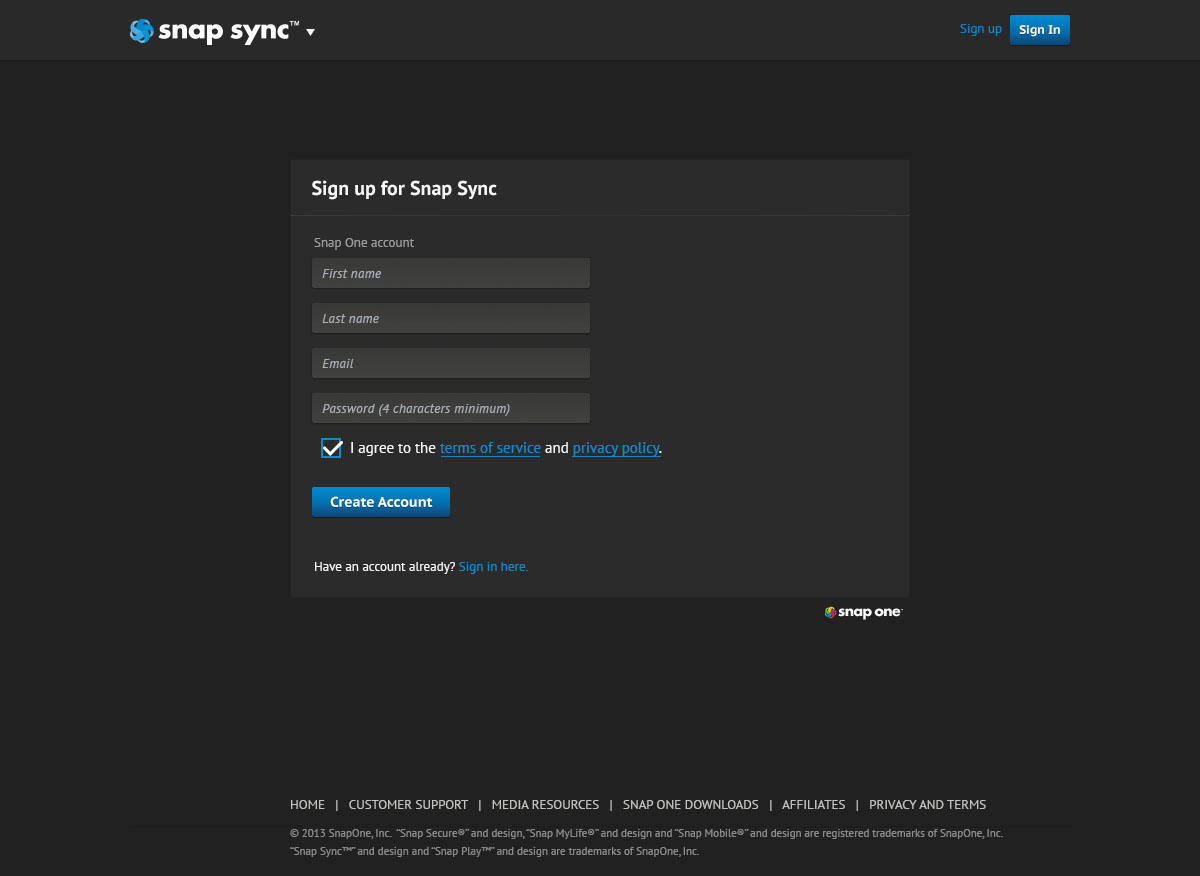 snap sync™
Sign up
Sign In
Sign up for Snap Sync
Snap One account
First name
Last name
Email
Password (4 characters minimum)
I agree to the terms of service and privacy policy.
Create Account
Have an account already? Sign in here.
snap one
HOME | CUSTOMER SUPPORT | MEDIA RESOURCES | SNAP ONE DOWNLOADS | AFFILIATES | PRIVACY AND TERMS
© 2013 SnapOne, Inc. “Snap Secure®” and design, “Snap MyLife®” and design and “Snap Mobile®” and design are registered trademarks of SnapOne, Inc.
“Snap Sync™” and design and “Snap Play™” and design are trademarks of SnapOne, Inc.